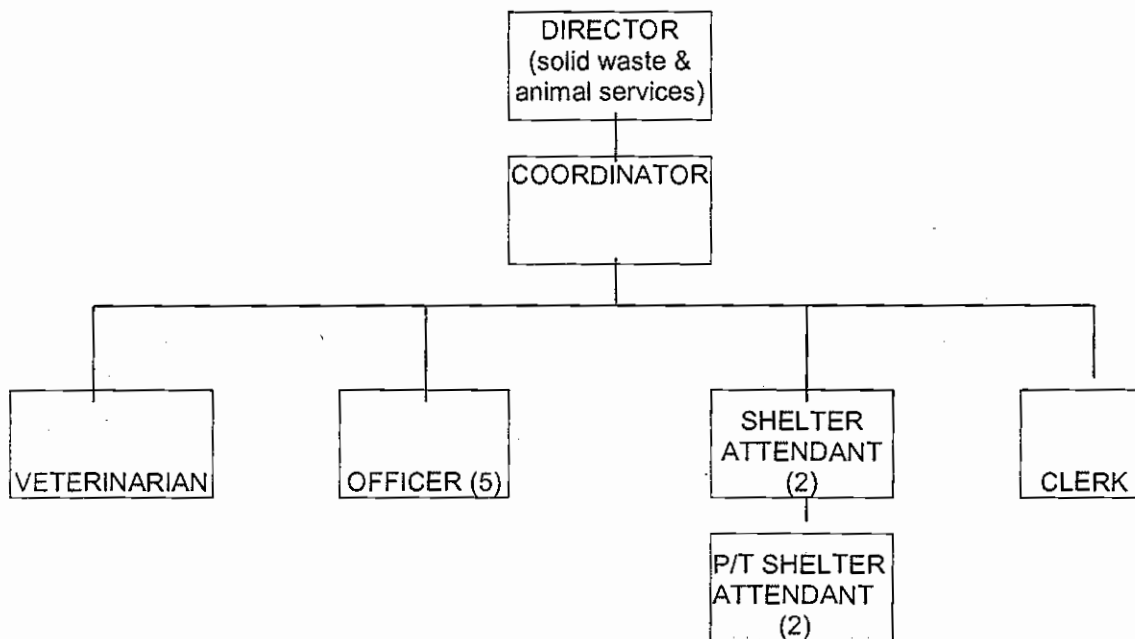 DIRECTOR
(solid waste &
animal services)
COORDINATOR
VETERINARIAN
OFFICER (5)
SHELTER
ATTENDANT
(2)
CLERK
P/T SHELTER
ATTENDANT
(2)